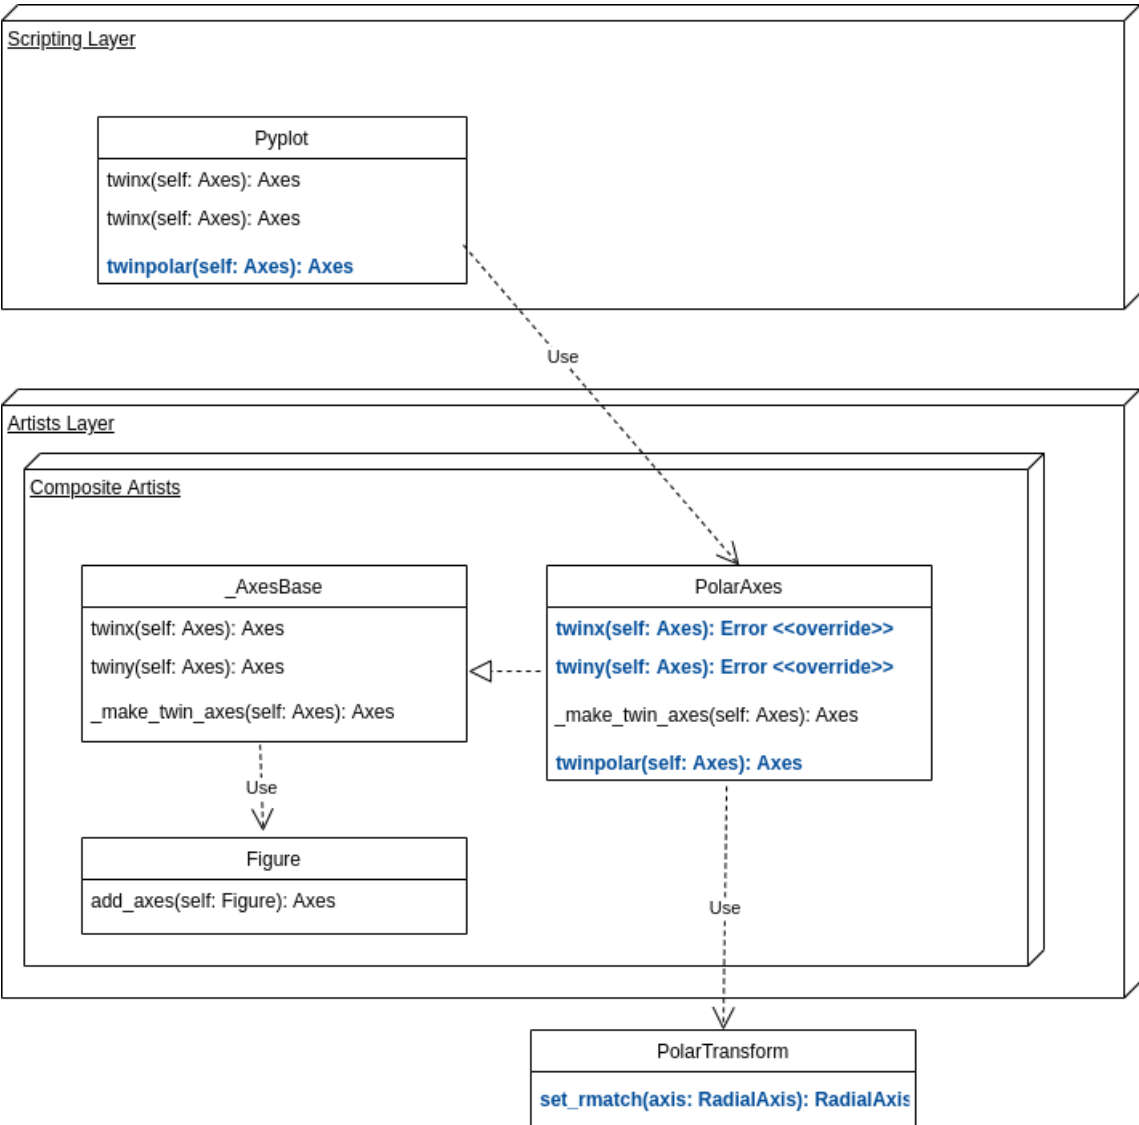 Scripting Layer
Pyplot
twinx(self: Axes): Axes
twinx(self: Axes): Axes
twinpolar(self: Axes): Axes
Use
Artists Layer
Composite Artists
_AxesBase
twinx(self: Axes): Axes
twiny(self: Axes): Axes
_make_twin_axes(self: Axes): Axes
Use
Figure
add_axes(self: Figure): Axes
PolarAxes
twinx(self: Axes): Error <<override>>
twiny(self: Axes): Error <<override>>
_make_twin_axes(self: Axes): Axes
twinpolar(self: Axes): Axes
Use
PolarTransform
set_rmatch(axis: RadialAxis): RadialAxis